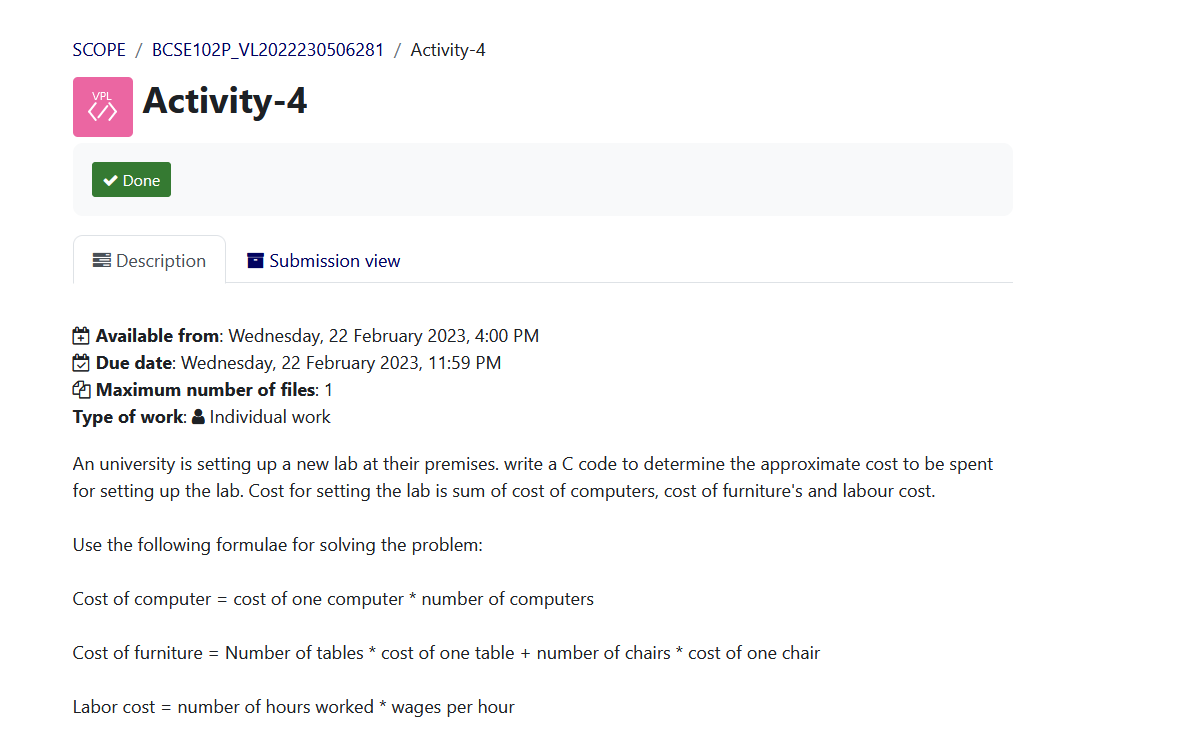 SCOPE / BCSE102P_VL2022230506281 / Activity-4
VPL
Activity-4
Done
Description
Submission view
Available from: Wednesday, 22 February 2023, 4:00 PM
Due date: Wednesday, 22 February 2023, 11:59 PM
Maximum number of files: 1
Type of work: Individual work
An university is setting up a new lab at their premises. write a C code to determine the approximate cost to be spent
for setting up the lab. Cost for setting the lab is sum of cost of computers, cost of furniture's and labour cost.
Use the following formulae for solving the problem:
Cost of computer = cost of one computer * number of computers
Cost of furniture = Number of tables * cost of one table + number of chairs * cost of one chair
Labor cost = number of hours worked * wages per hour